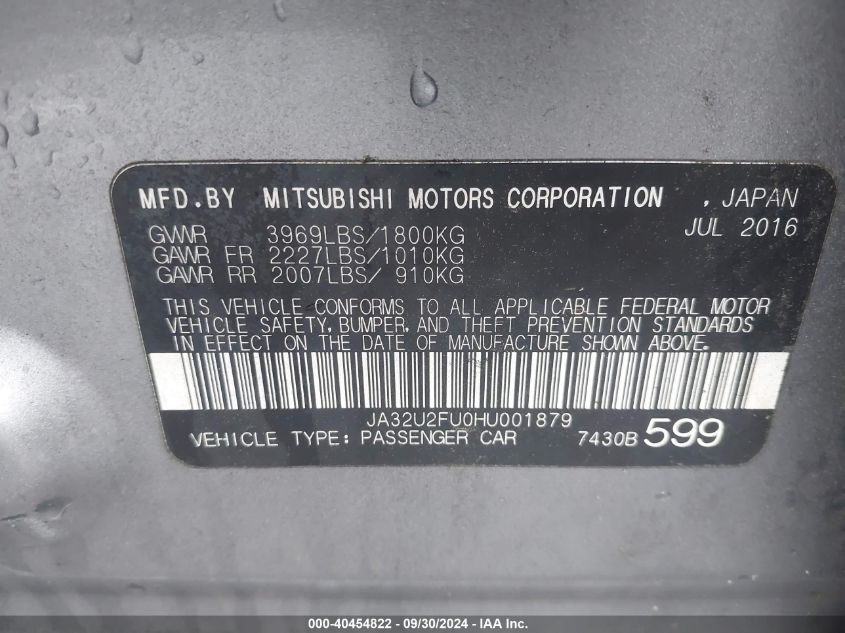 MFD.BY MITSUBISHI MOTORS CORPORATION , JAPAN
JUL 2016
GVWR 3969LBS/1800KG
GAWR FR 2227LBS/1010KG
GAWR RR 2007LBS/ 910KG
THIS VEHICLE CONFORMS TO ALL APPLICABLE FEDERAL MOTOR
VEHICLE SAFETY, BUMPER, AND THEFT PREVENTION STANDARDS
IN EFFECT ON THE DATE OF MANUFACTURE SHOWN ABOVE.
JA32U2FU0HU001879
VEHICLE TYPE: PASSENGER CAR 7430B 599
000-40454822 - 09/30/2024 - IAA Inc.